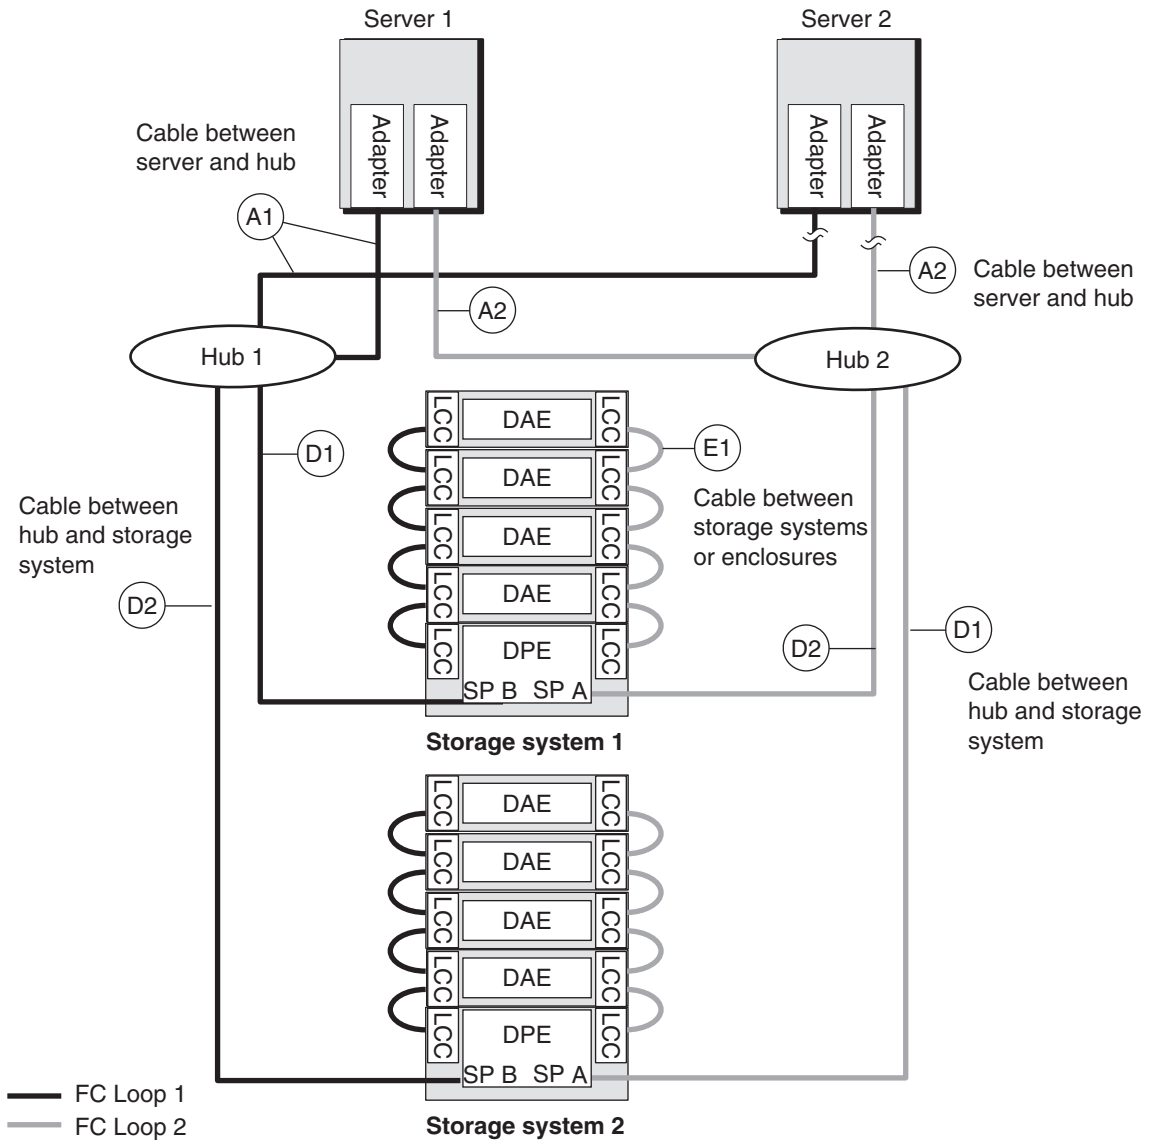 Server 1
Server 2
Adapter
Adapter
Adapter
Adapter
Cable between
server and hub
A1
A2
A2
Cable between
server and hub
Hub 1
Hub 2
LCC
DAE
LCC
D1
E1
LCC
DAE
LCC
Cable between
hub and storage
system
Cable between
storage systems
or enclosures
LCC
DAE
LCC
LCC
DAE
LCC
D2
D1
LCC
DPE
LCC
D2
SP B
SP A
Cable between
hub and storage
system
Storage system 1
LCC
DAE
LCC
LCC
DAE
LCC
LCC
DAE
LCC
LCC
DAE
LCC
LCC
DPE
LCC
SP B
SP A
FC Loop 1
FC Loop 2
Storage system 2